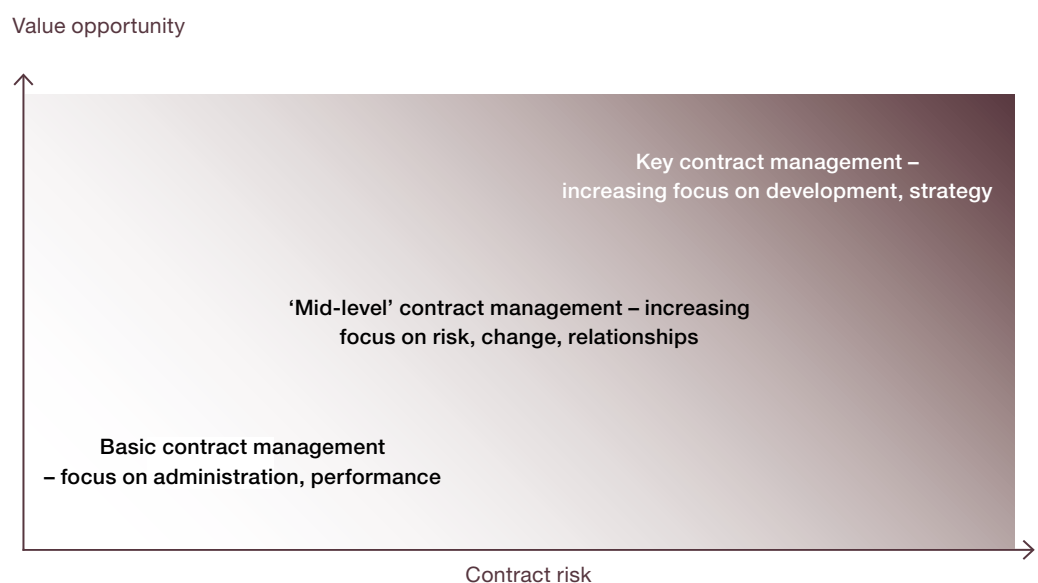 Value opportunity
Key contract management –
increasing focus on development, strategy
‘Mid-level’ contract management – increasing
focus on risk, change, relationships
Basic contract management
– focus on administration, performance
Contract risk